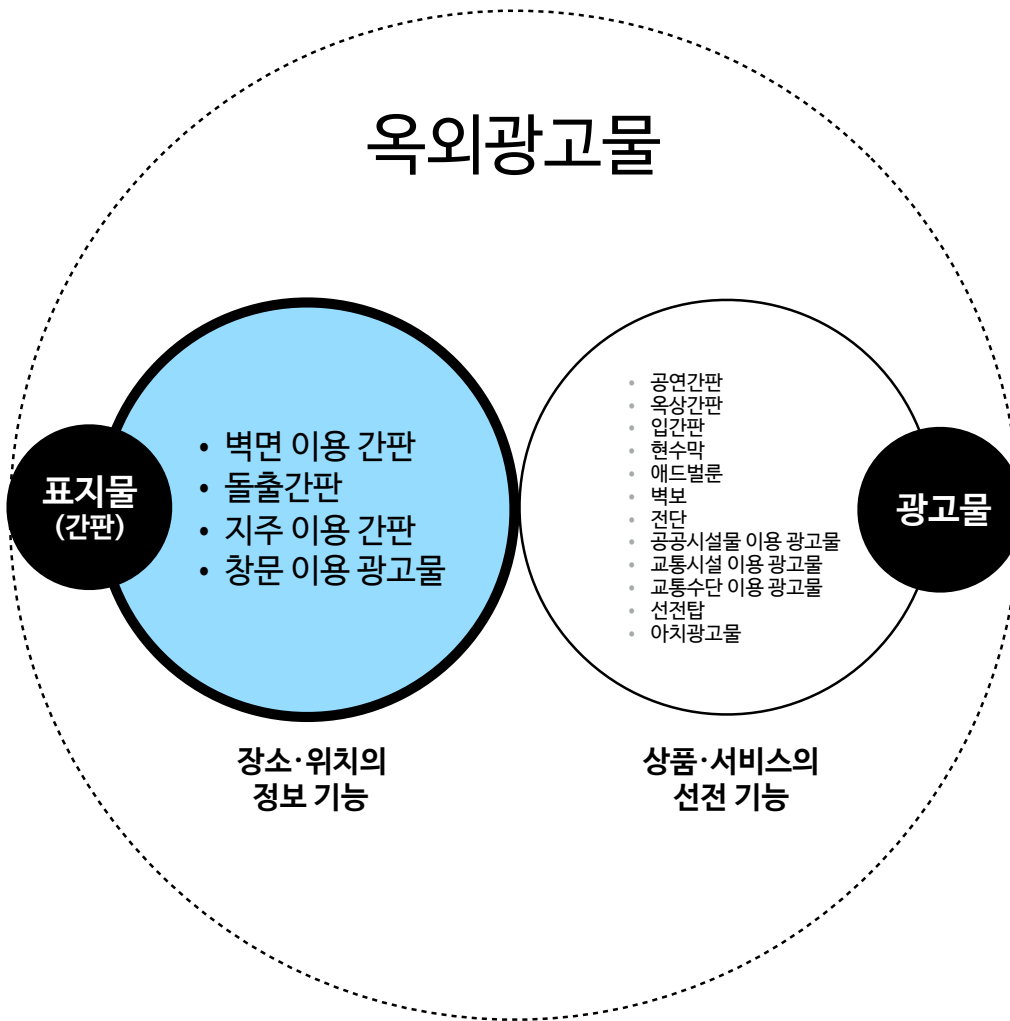 옥외광고물
표지물
(간판)
• 벽면 이용 간판
• 돌출간판
• 지주 이용 간판
• 창문 이용 광고물
장소·위치의
정보 기능
• 공연간판
• 옥상간판
• 입간판
• 현수막
• 애드벌룬
• 벽보
• 전단
• 공공시설물 이용 광고물
• 교통시설 이용 광고물
• 교통수단 이용 광고물
• 선전탑
• 아치광고물
광고물
상품·서비스의
선전 기능